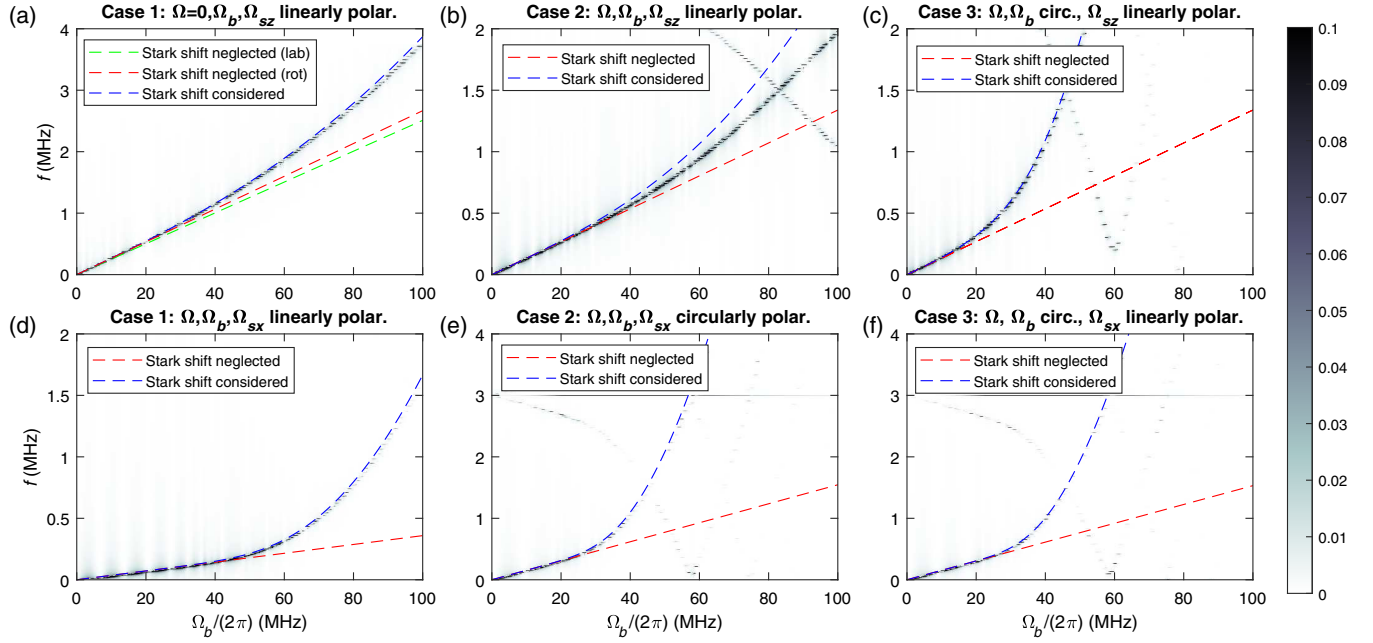 (a) Case 1: Ω=0,Ω_b,Ω_sz linearly polar.
4
3
2
1
0
f (MHz)
Stark shift neglected (lab)
Stark shift neglected (rot)
Stark shift considered
0 20 40 60 80 100
(b) Case 2: Ω,Ω_b,Ω_sz linearly polar.
2
1.5
1
0.5
0
Stark shift neglected
Stark shift considered
0 20 40 60 80 100
(c) Case 3: Ω,Ω_b circ., Ω_sz linearly polar.
2
1.5
1
0.5
0
Stark shift neglected
Stark shift considered
0 20 40 60 80 100
(d) Case 1: Ω,Ω_b,Ω_sx linearly polar.
2
1.5
1
0.5
0
f (MHz)
Stark shift neglected
Stark shift considered
0 20 40 60 80 100
Ω_b/(2π) (MHz)
(e) Case 2: Ω,Ω_b,Ω_sx circularly polar.
4
3
2
1
0
Stark shift neglected
Stark shift considered
0 20 40 60 80 100
Ω_b/(2π) (MHz)
(f) Case 3: Ω, Ω_b circ., Ω_sx linearly polar.
4
3
2
1
0
Stark shift neglected
Stark shift considered
0 20 40 60 80 100
Ω_b/(2π) (MHz)
0.1
0.09
0.08
0.07
0.06
0.05
0.04
0.03
0.02
0.01
0